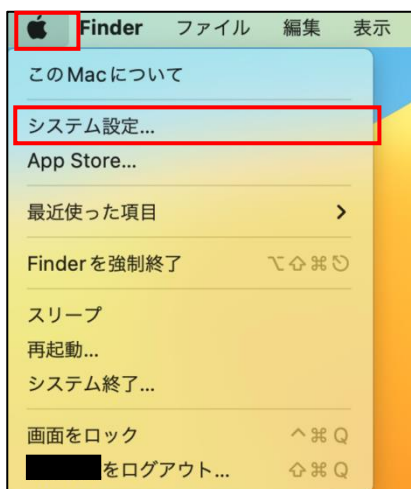 Finder ファイル 編集 表示
このMacについて
システム設定...
App Store...
最近使った項目
Finderを強制終了 ⌥⇧⌘⎋
スリープ
再起動...
システム終了...
画面をロック ^⌘Q
をログアウト... ⇧⌘Q